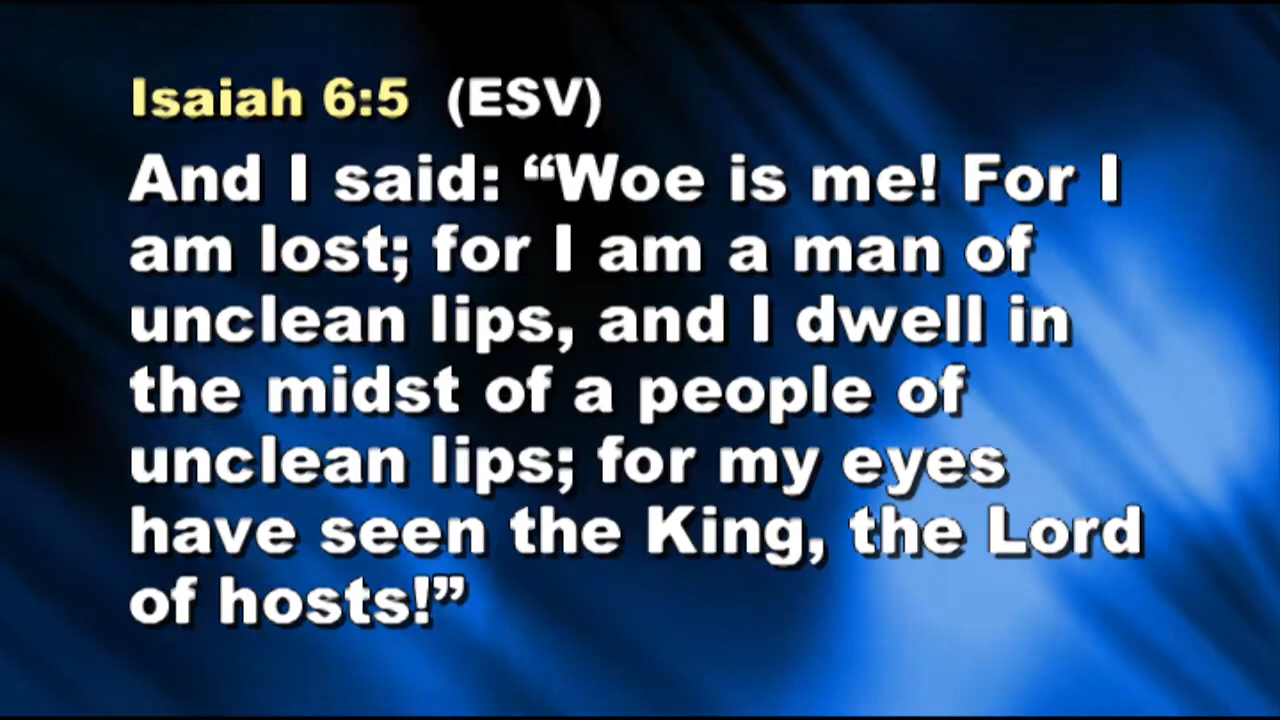 Isaiah 6:5 (ESV)
And I said: “Woe is me! For I
am lost; for I am a man of
unclean lips, and I dwell in
the midst of a people of
unclean lips; for my eyes
have seen the King, the Lord
of hosts!”